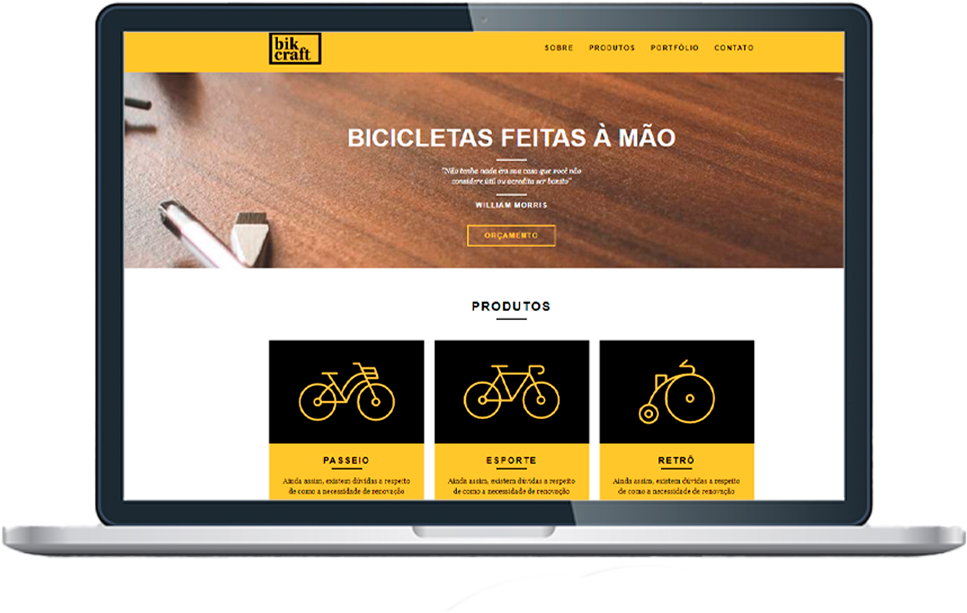 bik
craft
SOBRE PRODUTOS PORTFÓLIO CONTATO
BICICLETAS FEITAS À MÃO
"Não tenha nada em sua casa que você não
considere útil ou acredita ser bonito"
WILLIAM MORRIS
ORÇAMENTO
PRODUTOS
PASSEIO
Ainda assim, existem dúvidas a respeito
de como a necessidade de renovação
ESPORTE
Ainda assim, existem dúvidas a respeito
de como a necessidade de renovação
RETRÔ
Ainda assim, existem dúvidas a respeito
de como a necessidade de renovação